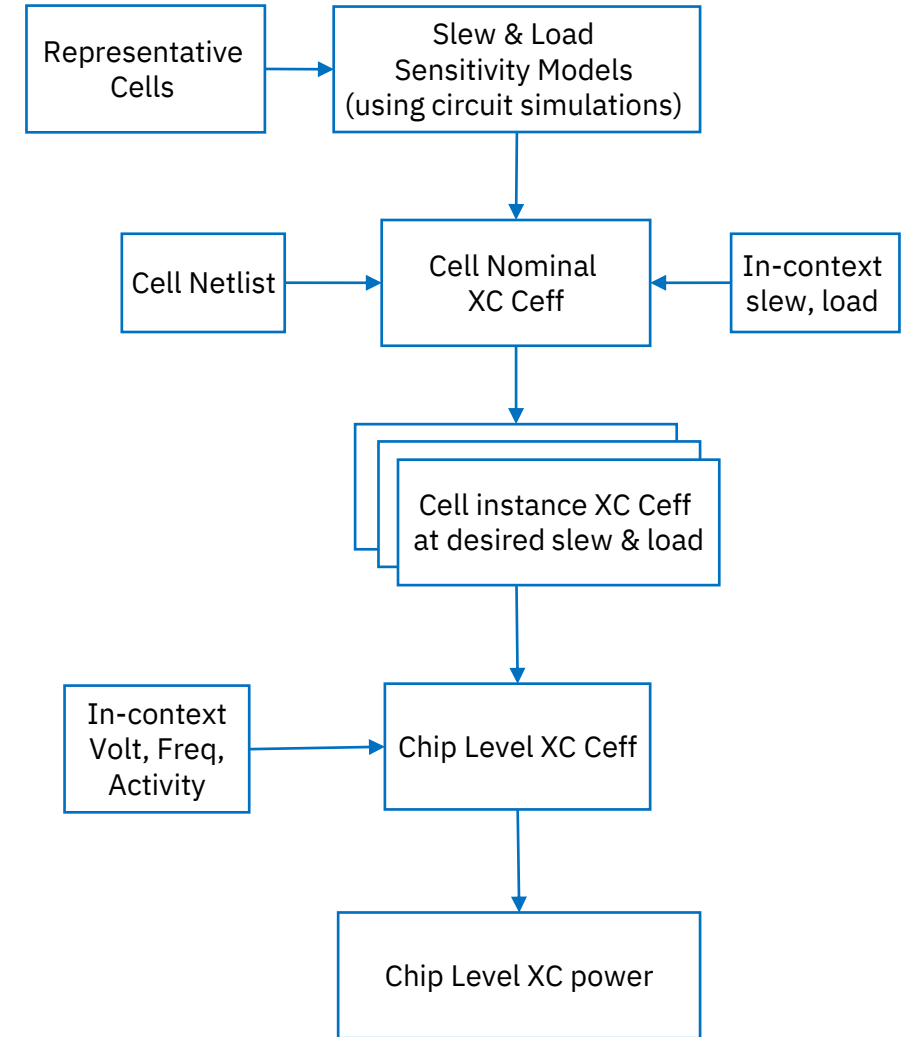 Representative
Cells
Slew & Load
Sensitivity Models
(using circuit simulations)
Cell Netlist
Cell Nominal
XC Ceff
In-context
slew, load
Cell instance XC Ceff
at desired slew & load
In-context
Volt, Freq,
Activity
Chip Level XC Ceff
Chip Level XC power